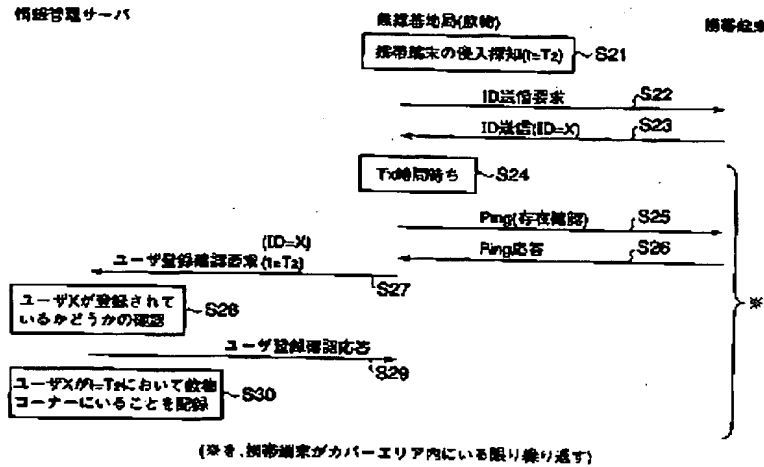 情報管理サーバ
無線基地局(飲物)
携帯端末
携帯端末の侵入探知(t=T2)
S21
ID送信要求
S22
ID送信(ID=X)
S23
Tx時間待ち
S24
Ping(存在確認)
S25
Ping応答
S26
(ID=X)
ユーザ登録確認要求(t=T2)
S27
ユーザXが登録されて
いるかどうかの確認
S28
ユーザ登録確認応答
S29
ユーザXがt=T2において飲物
コーナーにいることを記録
S30
※
(※を、携帯端末がカバーエリア内にいる限り繰り返す)